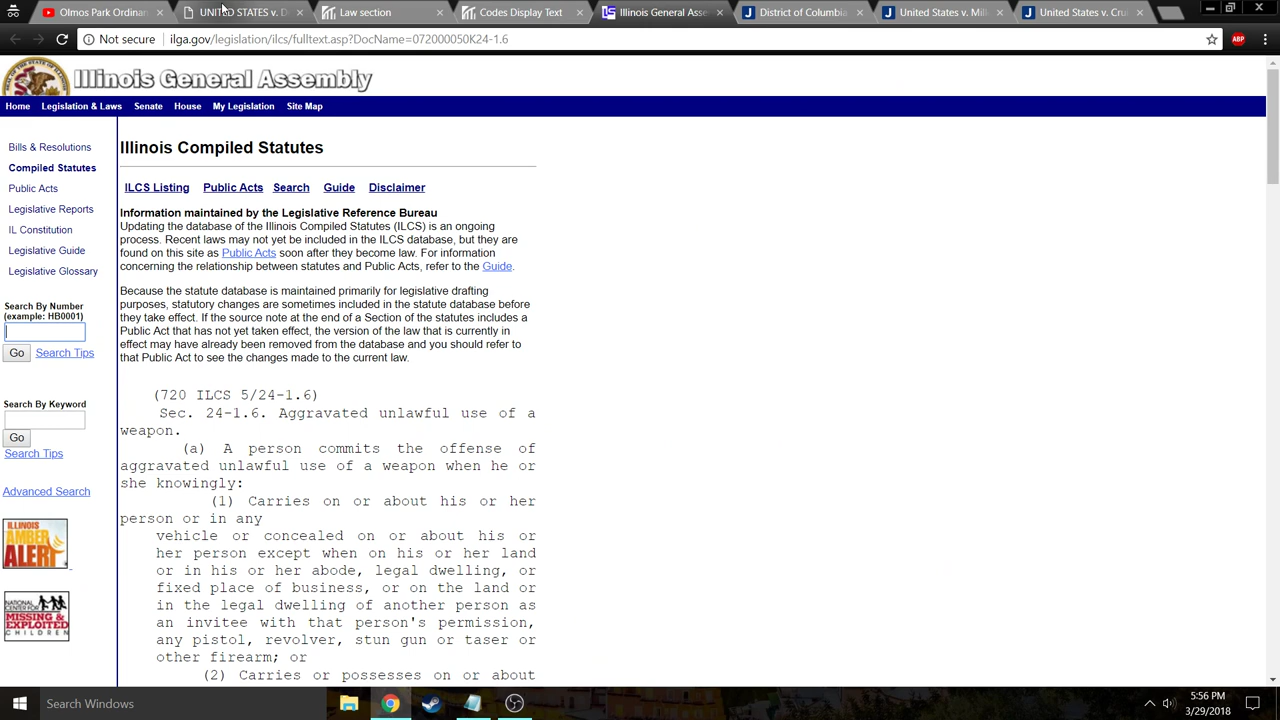 Olmos Park Ordinan
UNITED STATES v. D
Law section
Codes Display Text
Illinois General Asse
District of Columbia
United States v. Mill
United States v. Crui
Not secure
ilga.gov/legislation/ilcs/fulltext.asp?DocName=072000050K24-1.6
ABP
Illinois General Assembly
Home
Legislation & Laws
Senate
House
My Legislation
Site Map
Bills & Resolutions
Compiled Statutes
Public Acts
Legislative Reports
IL Constitution
Legislative Guide
Legislative Glossary
Search By Number
(example: HB0001)
Go
Search Tips
Search By Keyword
Go
Search Tips
Advanced Search
ILLINOIS
AMBER
ALERT
NATIONAL
CENTER FOR
MISSING &
EXPLOITED
CHILDREN
Illinois Compiled Statutes
ILCS Listing
Public Acts
Search
Guide
Disclaimer
Information maintained by the Legislative Reference Bureau
Updating the database of the Illinois Compiled Statutes (ILCS) is an ongoing
process. Recent laws may not yet be included in the ILCS database, but they are
found on this site as Public Acts soon after they become law. For information
concerning the relationship between statutes and Public Acts, refer to the Guide.
Because the statute database is maintained primarily for legislative drafting
purposes, statutory changes are sometimes included in the statute database before
they take effect. If the source note at the end of a Section of the statutes includes a
Public Act that has not yet taken effect, the version of the law that is currently in
effect may have already been removed from the database and you should refer to
that Public Act to see the changes made to the current law.
(720 ILCS 5/24-1.6)
Sec. 24-1.6. Aggravated unlawful use of a
weapon.
(a) A person commits the offense of
aggravated unlawful use of a weapon when he or
she knowingly:
(1) Carries on or about his or her
person or in any
vehicle or concealed on or about his or
her person except when on his or her land
or in his or her abode, legal dwelling, or
fixed place of business, or on the land or
in the legal dwelling of another person as
an invitee with that person's permission,
any pistol, revolver, stun gun or taser or
other firearm; or
(2) Carries or possesses on or about
Search Windows
5:56 PM
3/29/2018